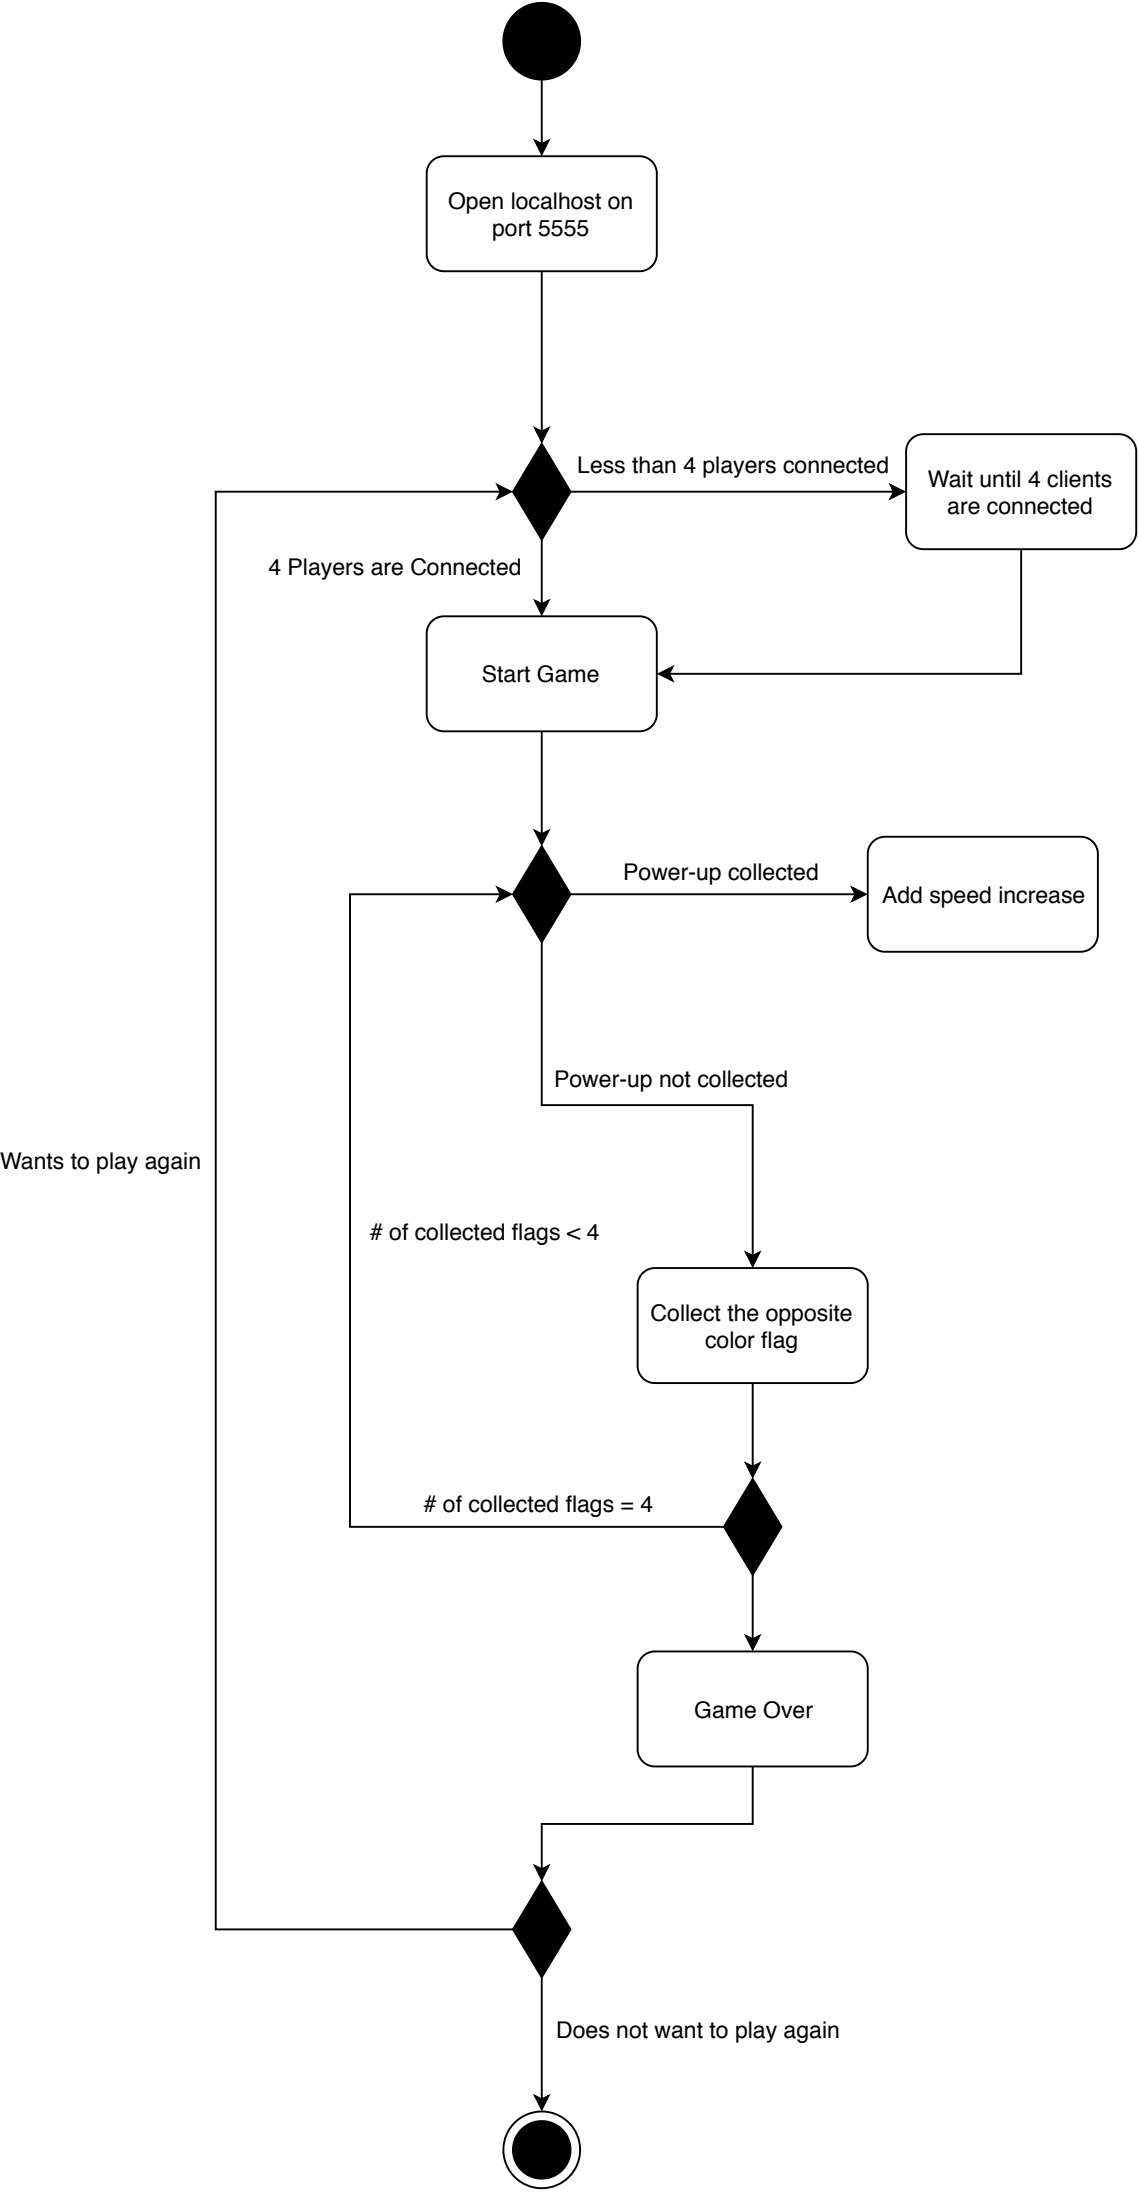 Open localhost on
port 5555
Less than 4 players connected
Wait until 4 clients
are connected
4 Players are Connected
Start Game
Power-up collected
Add speed increase
Power-up not collected
Wants to play again
# of collected flags < 4
Collect the opposite
color flag
# of collected flags = 4
Game Over
Does not want to play again